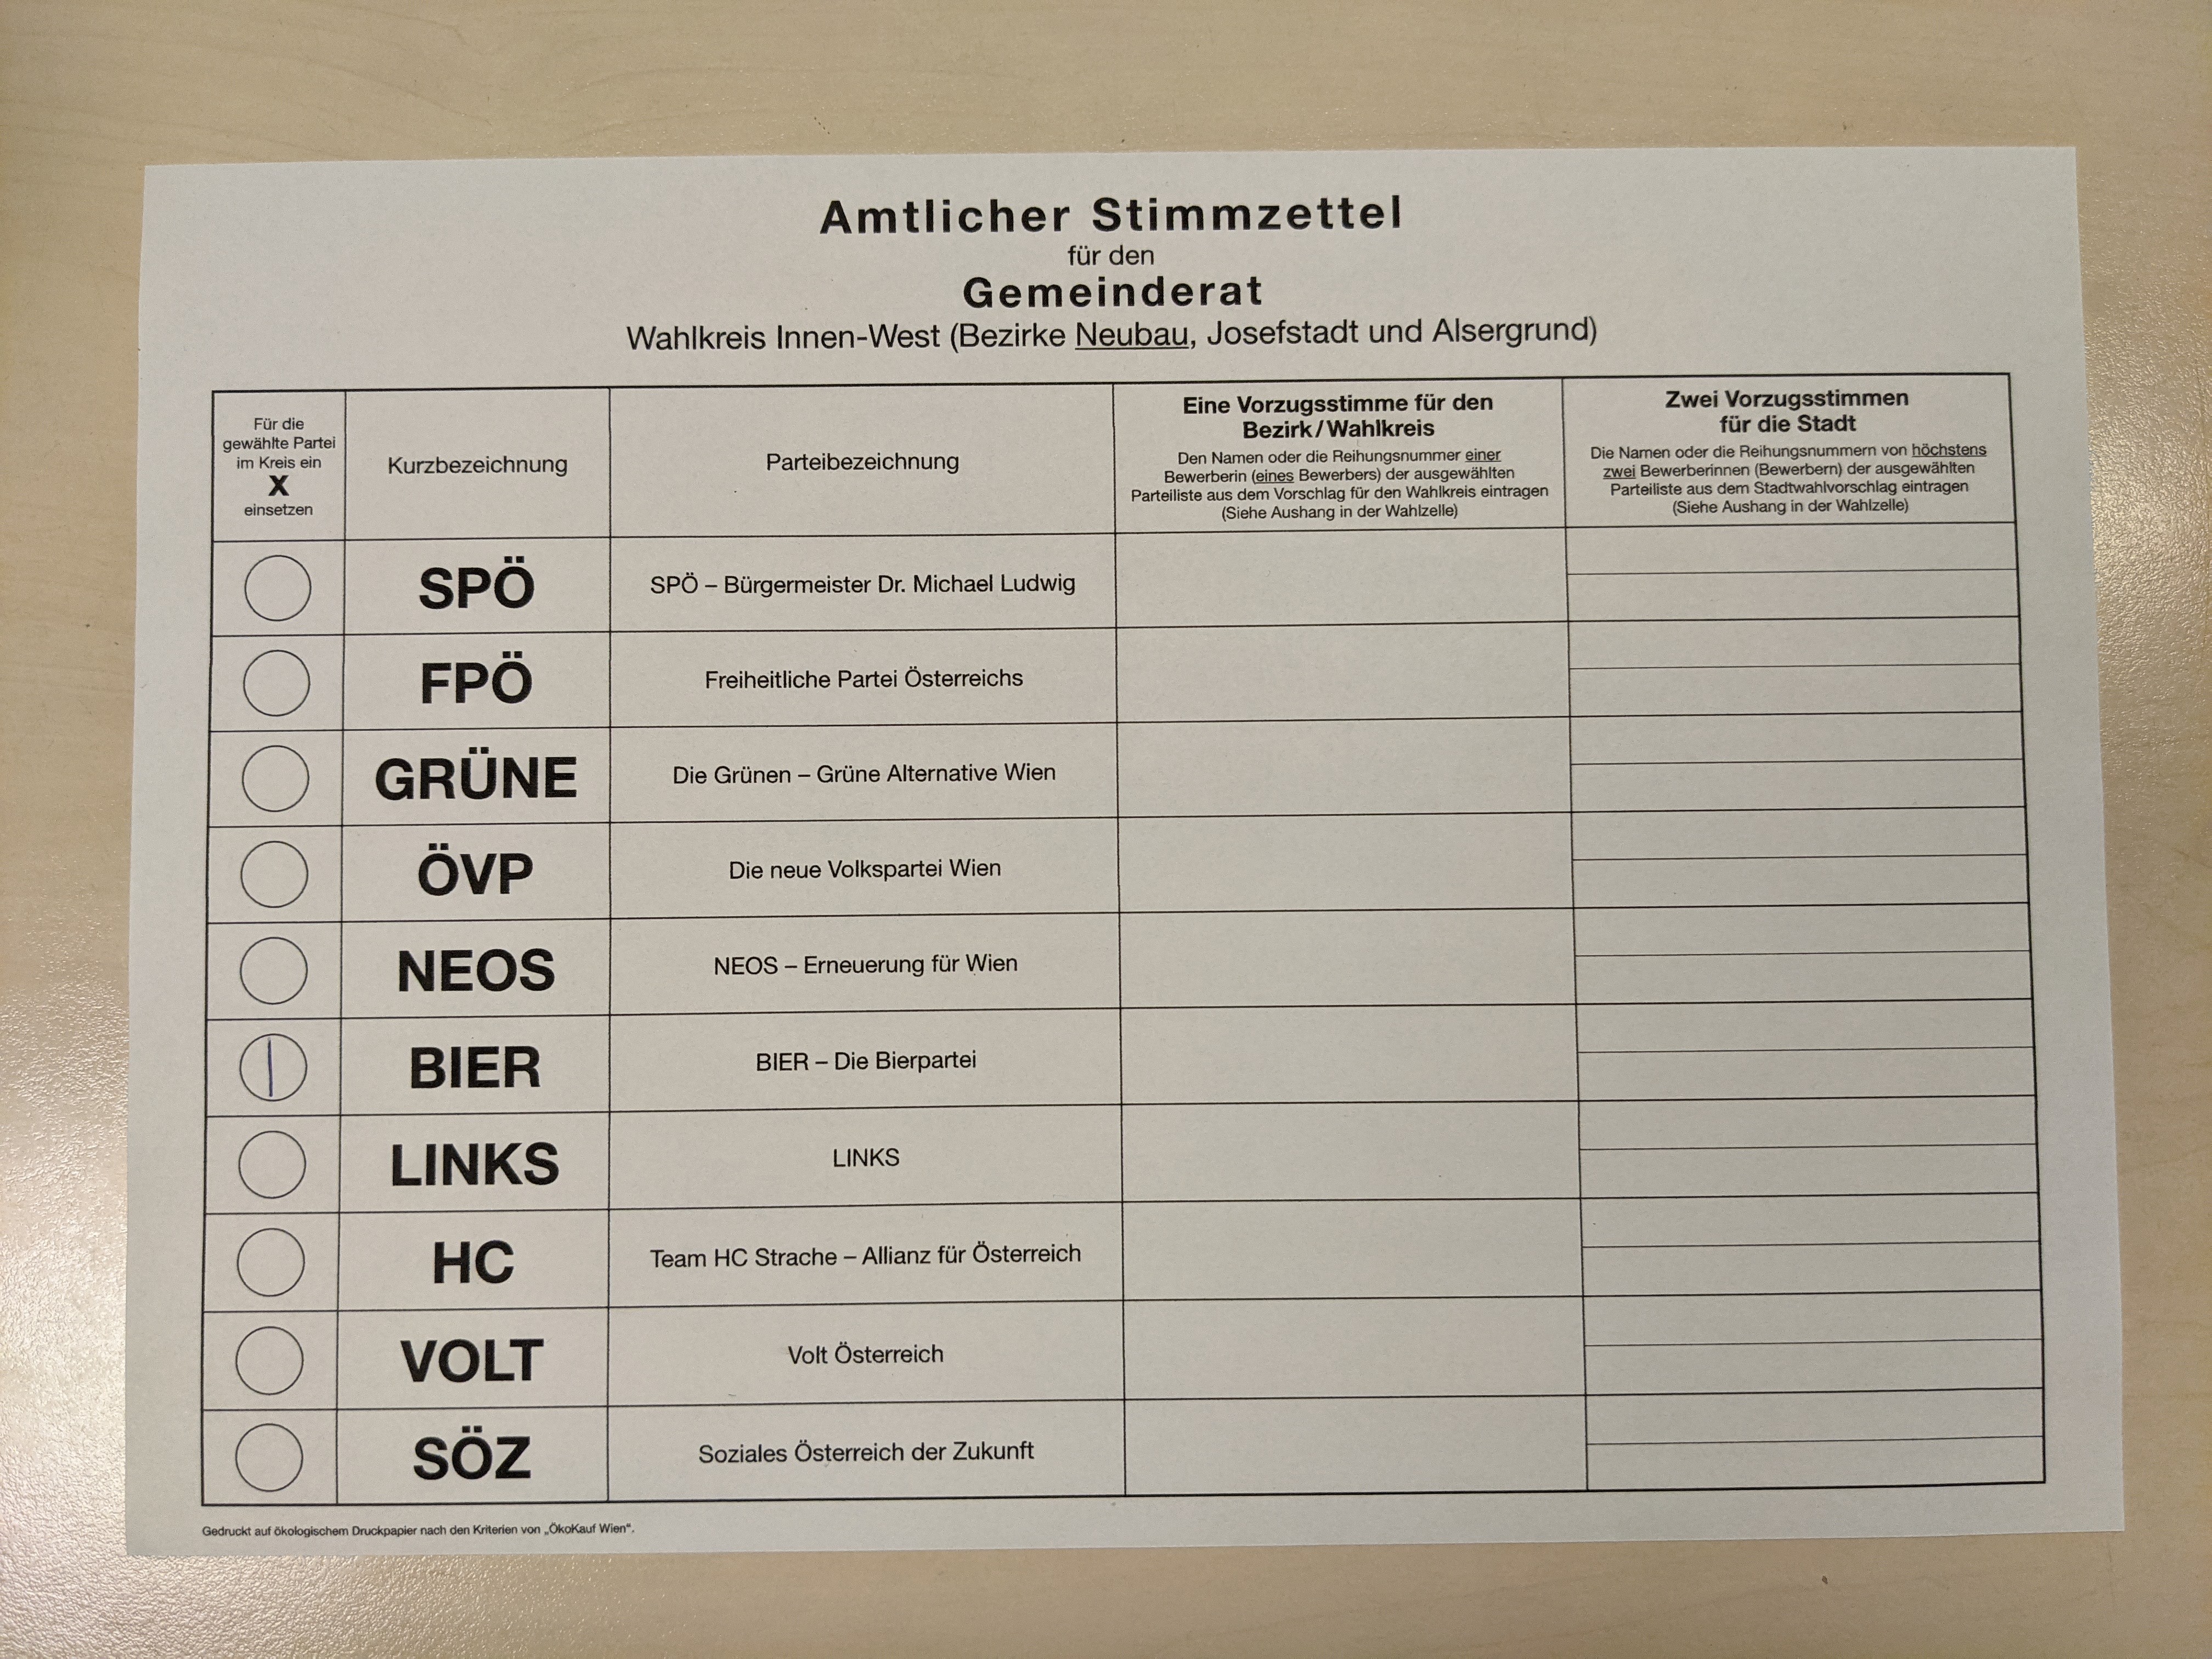 Amtlicher Stimmzettel
für den
Gemeinderat
Wahlkreis Innen-West (Bezirke Neubau, Josefstadt und Alsergrund)
Für die
gewählte Partei
im Kreis ein
X
einsetzen
Kurzbezeichnung
Parteibezeichnung
Eine Vorzugsstimme für den
Bezirk/Wahlkreis
Den Namen oder die Reihungsnummer einer
Bewerberin (eines Bewerbers) der ausgewählten
Parteiliste aus dem Vorschlag für den Wahlkreis eintragen
(Siehe Aushang in der Wahlzelle)
Zwei Vorzugsstimmen
für die Stadt
Die Namen oder die Reihungsnummern von höchstens
zwei Bewerberinnen (Bewerbern) der ausgewählten
Parteiliste aus dem Stadtwahlvorschlag eintragen
(Siehe Aushang in der Wahlzelle)
SPÖ SPÖ – Bürgermeister Dr. Michael Ludwig
FPÖ Freiheitliche Partei Österreichs
GRÜNE Die Grünen – Grüne Alternative Wien
ÖVP Die neue Volkspartei Wien
NEOS NEOS – Erneuerung für Wien
BIER BIER – Die Bierpartei
LINKS LINKS
HC Team HC Strache – Allianz für Österreich
VOLT Volt Österreich
SÖZ Soziales Österreich der Zukunft
Gedruckt auf ökologischem Druckpapier nach den Kriterien von „ÖkoKauf Wien“.